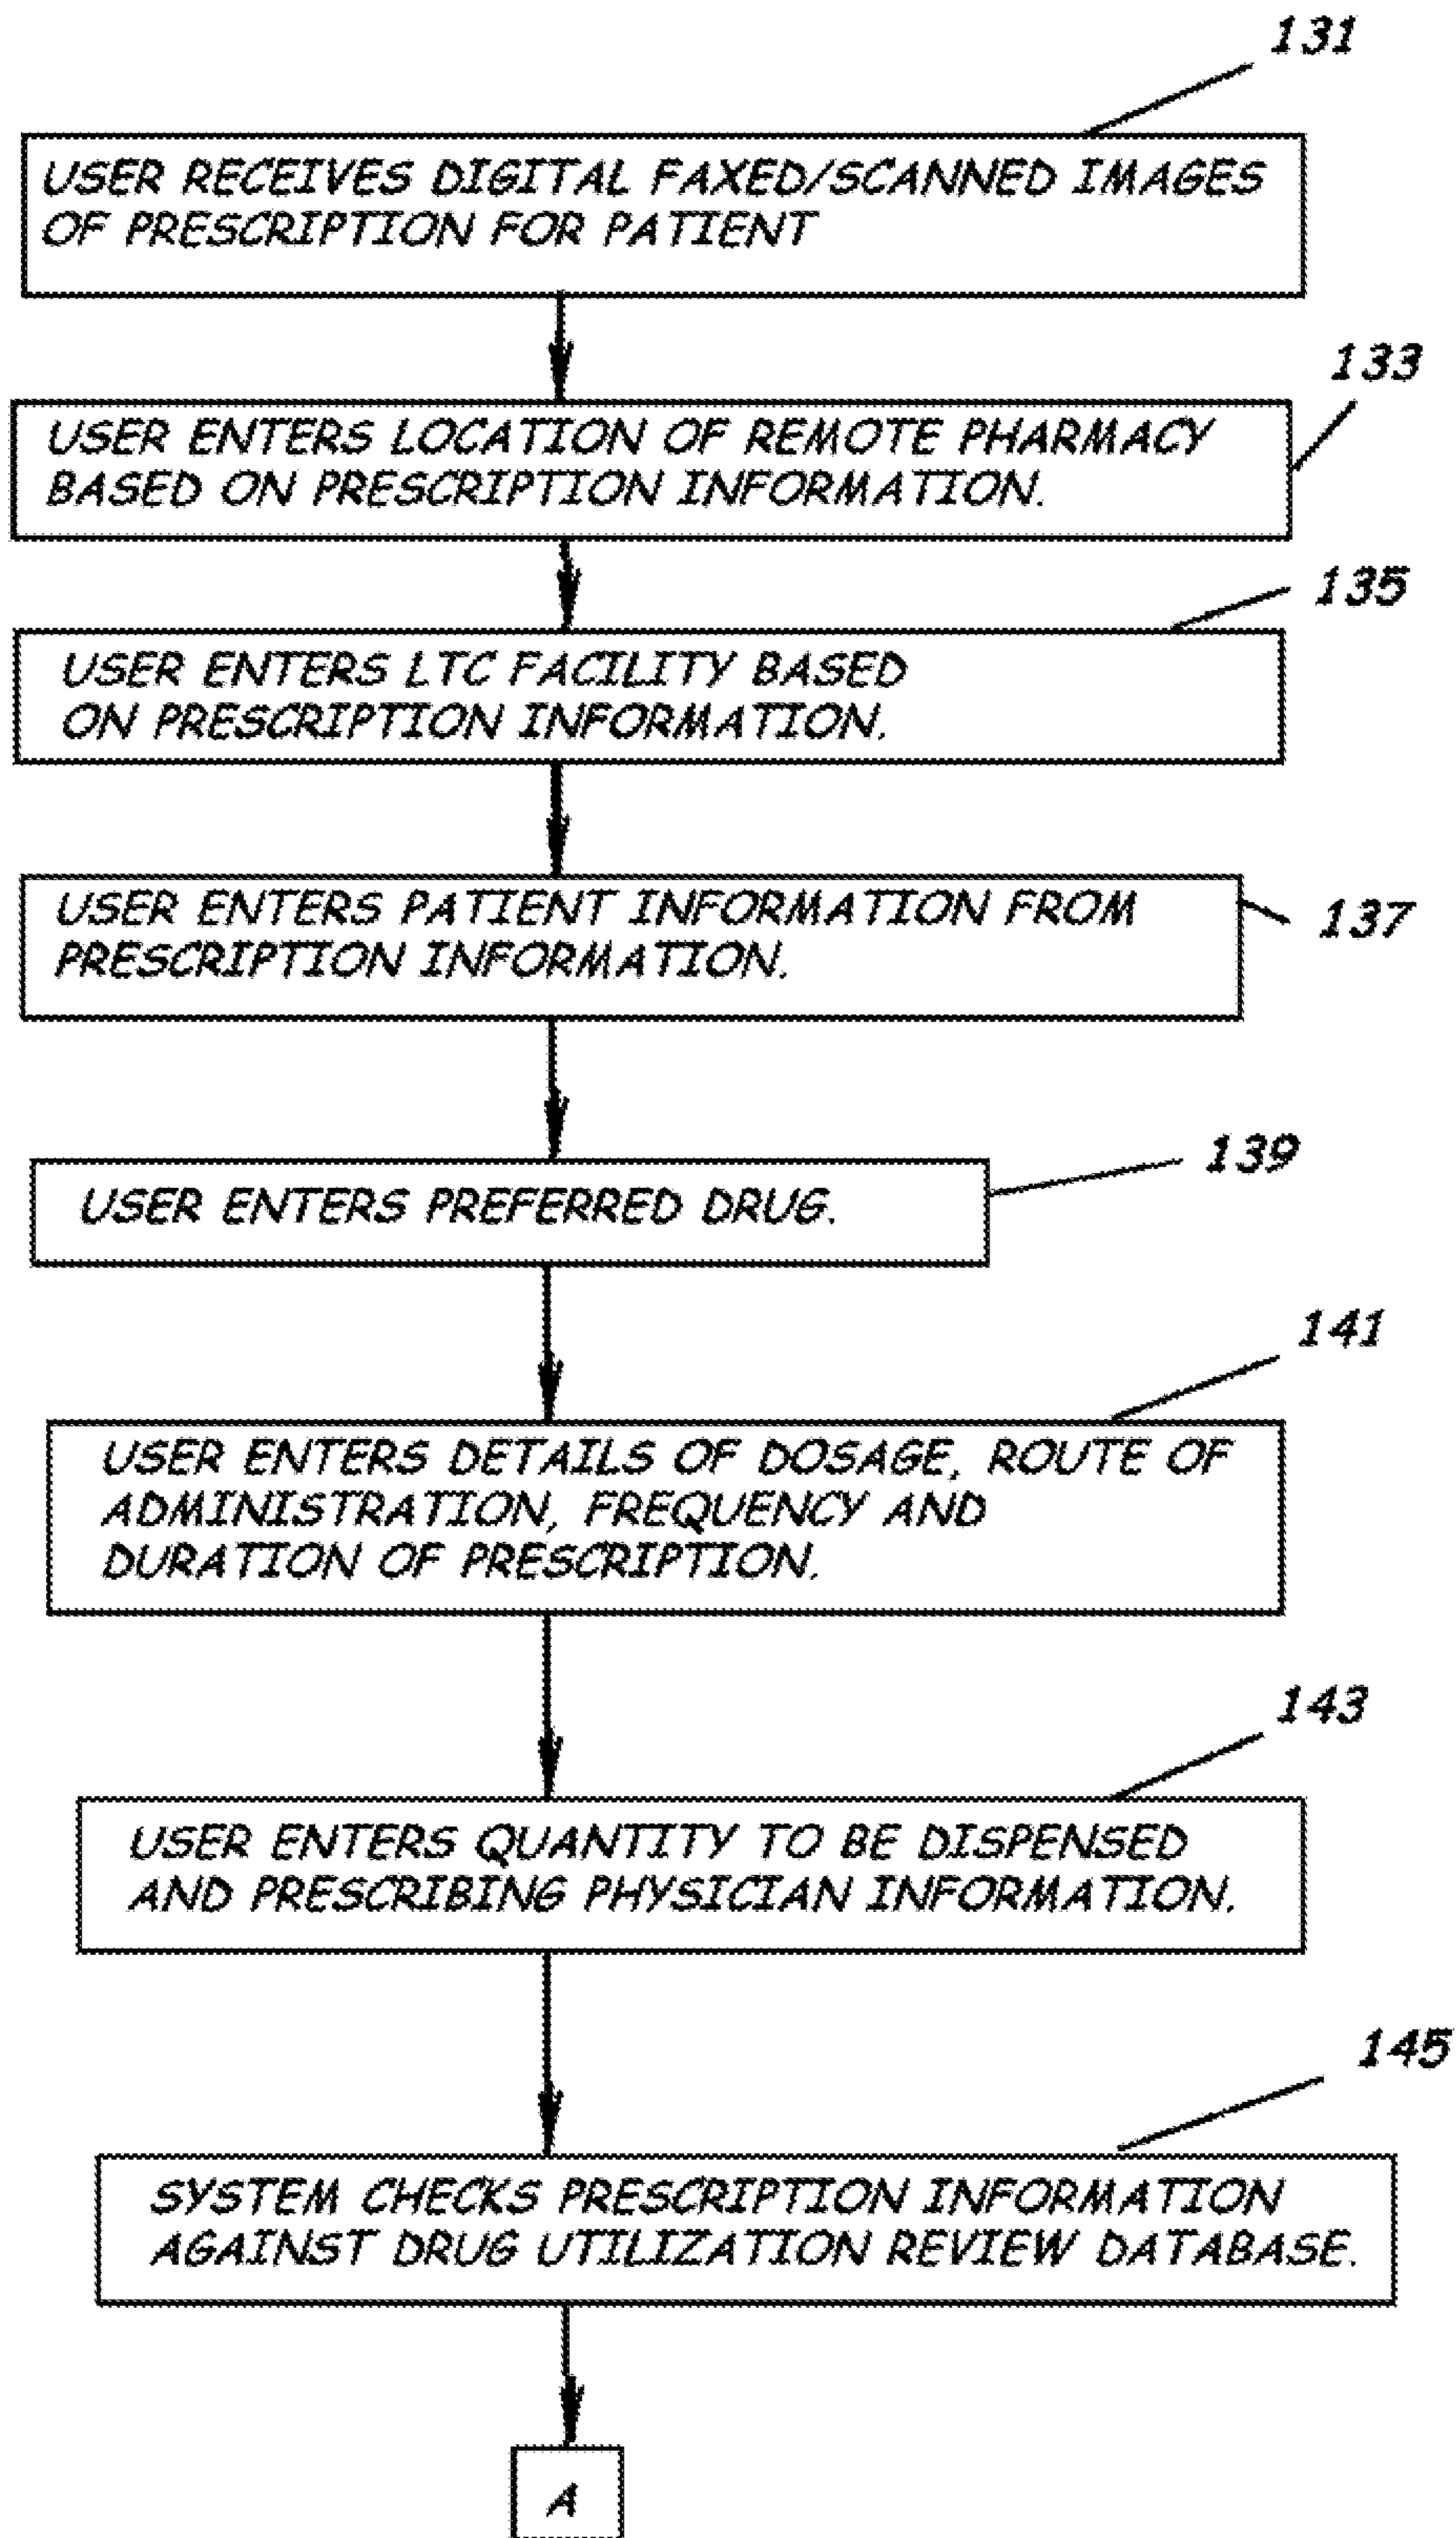 131
USER RECEIVES DIGITAL FAXED/SCANNED IMAGES
OF PRESCRIPTION FOR PATIENT
133
USER ENTERS LOCATION OF REMOTE PHARMACY
BASED ON PRESCRIPTION INFORMATION.
135
USER ENTERS LTC FACILITY BASED
ON PRESCRIPTION INFORMATION.
USER ENTERS PATIENT INFORMATION FROM
PRESCRIPTION INFORMATION.
137
139
USER ENTERS PREFERRED DRUG.
141
USER ENTERS DETAILS OF DOSAGE, ROUTE OF
ADMINISTRATION, FREQUENCY AND
DURATION OF PRESCRIPTION.
143
USER ENTERS QUANTITY TO BE DISPENSED
AND PRESCRIBING PHYSICIAN INFORMATION.
145
SYSTEM CHECKS PRESCRIPTION INFORMATION
AGAINST DRUG UTILIZATION REVIEW DATABASE.
A